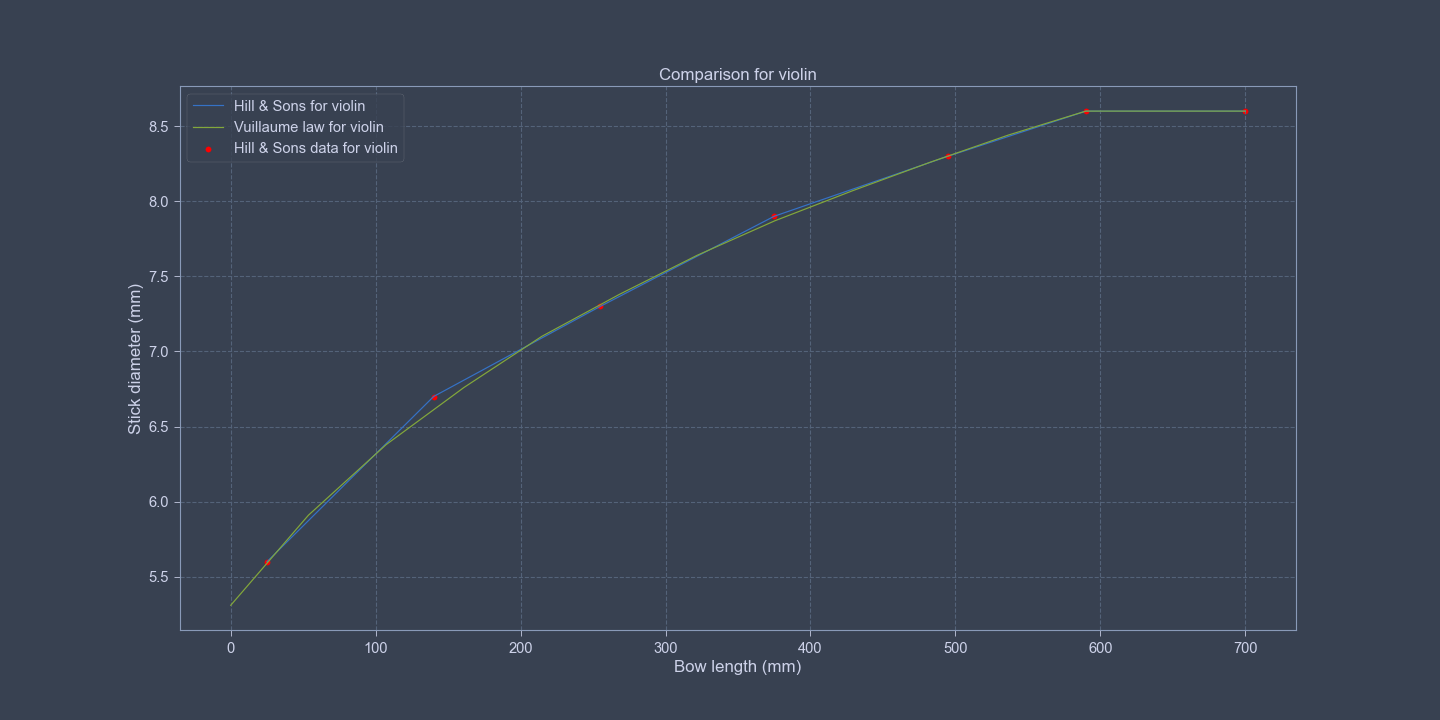 Comparison for violin
Hill & Sons for violin
Vuillaume law for violin
Hill & Sons data for violin
Stick diameter (mm)
8.5
8.0
7.5
7.0
6.5
6.0
5.5
0 100 200 300 400 500 600 700
Bow length (mm)